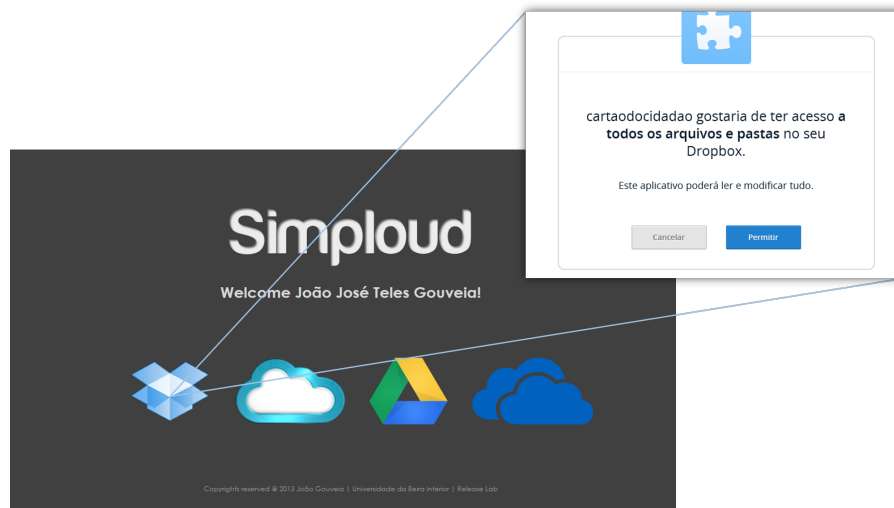 cartaodocidadao gostaria de ter acesso a
todos os arquivos e pastas no seu
Dropbox.
Este aplicativo poderá ler e modificar tudo.
Cancelar
Permitir
Simploud
Welcome João José Teles Gouveia!
Copyrights reserved @ 2013 João Gouveia | Universidade da Beira Interior | Release Lab